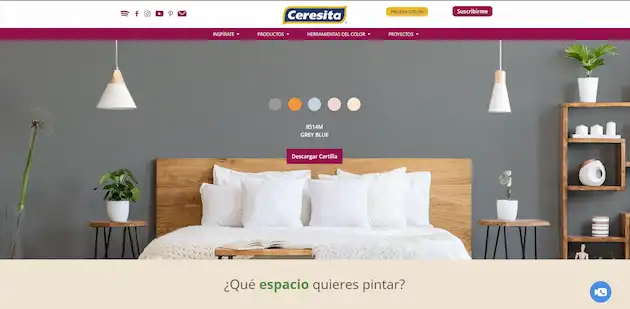 Ceresita
PRUEBA COLOR
Suscribirme
INSPÍRATE
PRODUCTOS
HERRAMIENTAS DEL COLOR
PROYECTOS
8514M
GREY BLUE
Descargar Cartilla
¿Qué espacio quieres pintar?